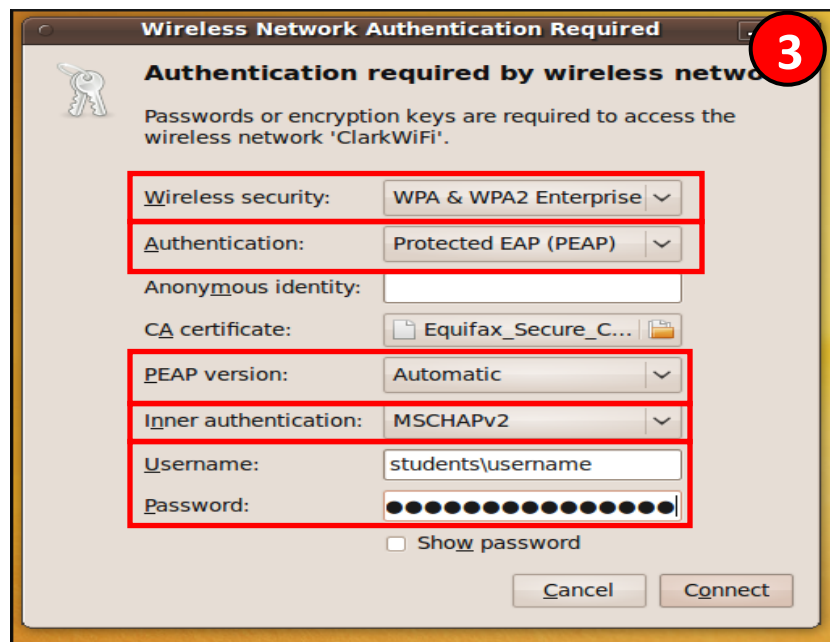 Wireless Network Authentication Required
3
Authentication required by wireless netwo
Passwords or encryption keys are required to access the
wireless network 'ClarkWiFi'.
Wireless security: WPA & WPA2 Enterprise
Authentication: Protected EAP (PEAP)
Anonymous identity:
CA certificate: Equifax_Secure_C...
PEAP version: Automatic
Inner authentication: MSCHAPv2
Username: students\username
Password: ●●●●●●●●●●●●●●●
Show password
Cancel Connect